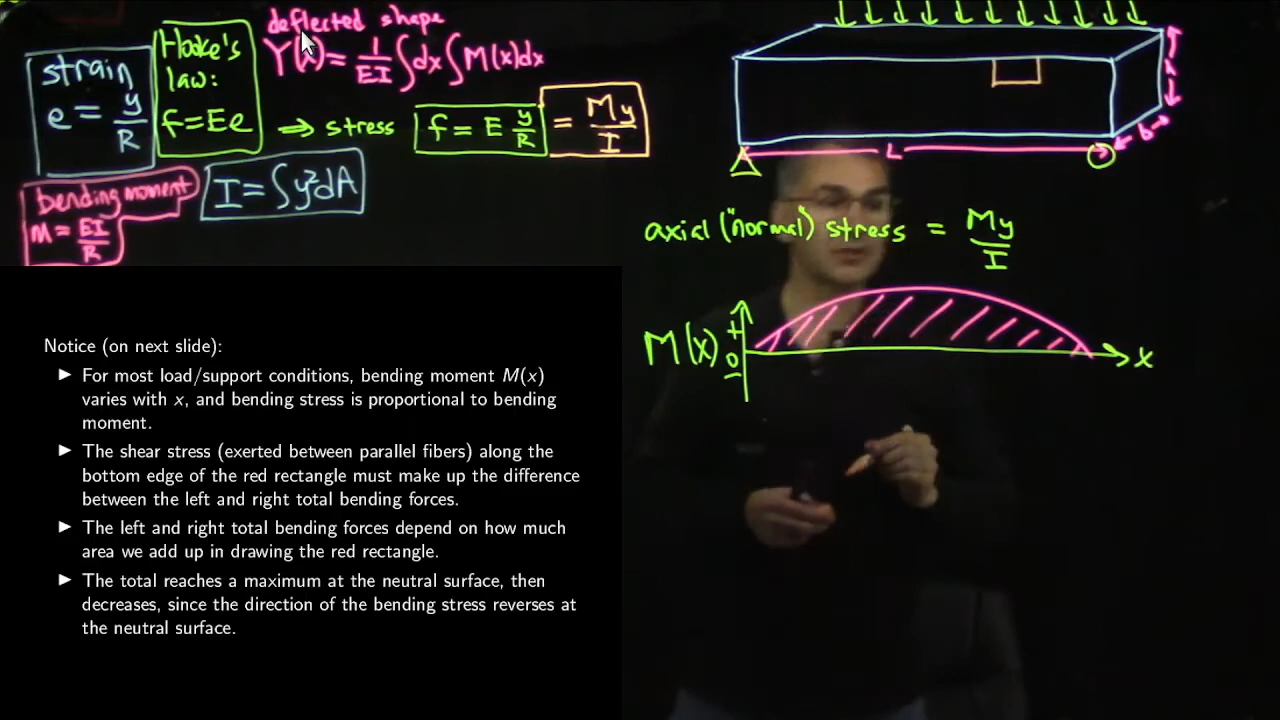 deflected shape
Y(x) = 1/EI ∫dx ∫M(x)dx
strain
e = y/R
Hooke's
law:
f=Ee
⇒ stress f = E y/R = My/I
bending moment
M = EI/R
I = ∫y²dA
h
b
L
axial ("normal") stress = My/I
M(x)
+
0
−
x
Notice (on next slide):
▶ For most load/support conditions, bending moment M(x)
varies with x, and bending stress is proportional to bending
moment.
▶ The shear stress (exerted between parallel fibers) along the
bottom edge of the red rectangle must make up the difference
between the left and right total bending forces.
▶ The left and right total bending forces depend on how much
area we add up in drawing the red rectangle.
▶ The total reaches a maximum at the neutral surface, then
decreases, since the direction of the bending stress reverses at
the neutral surface.